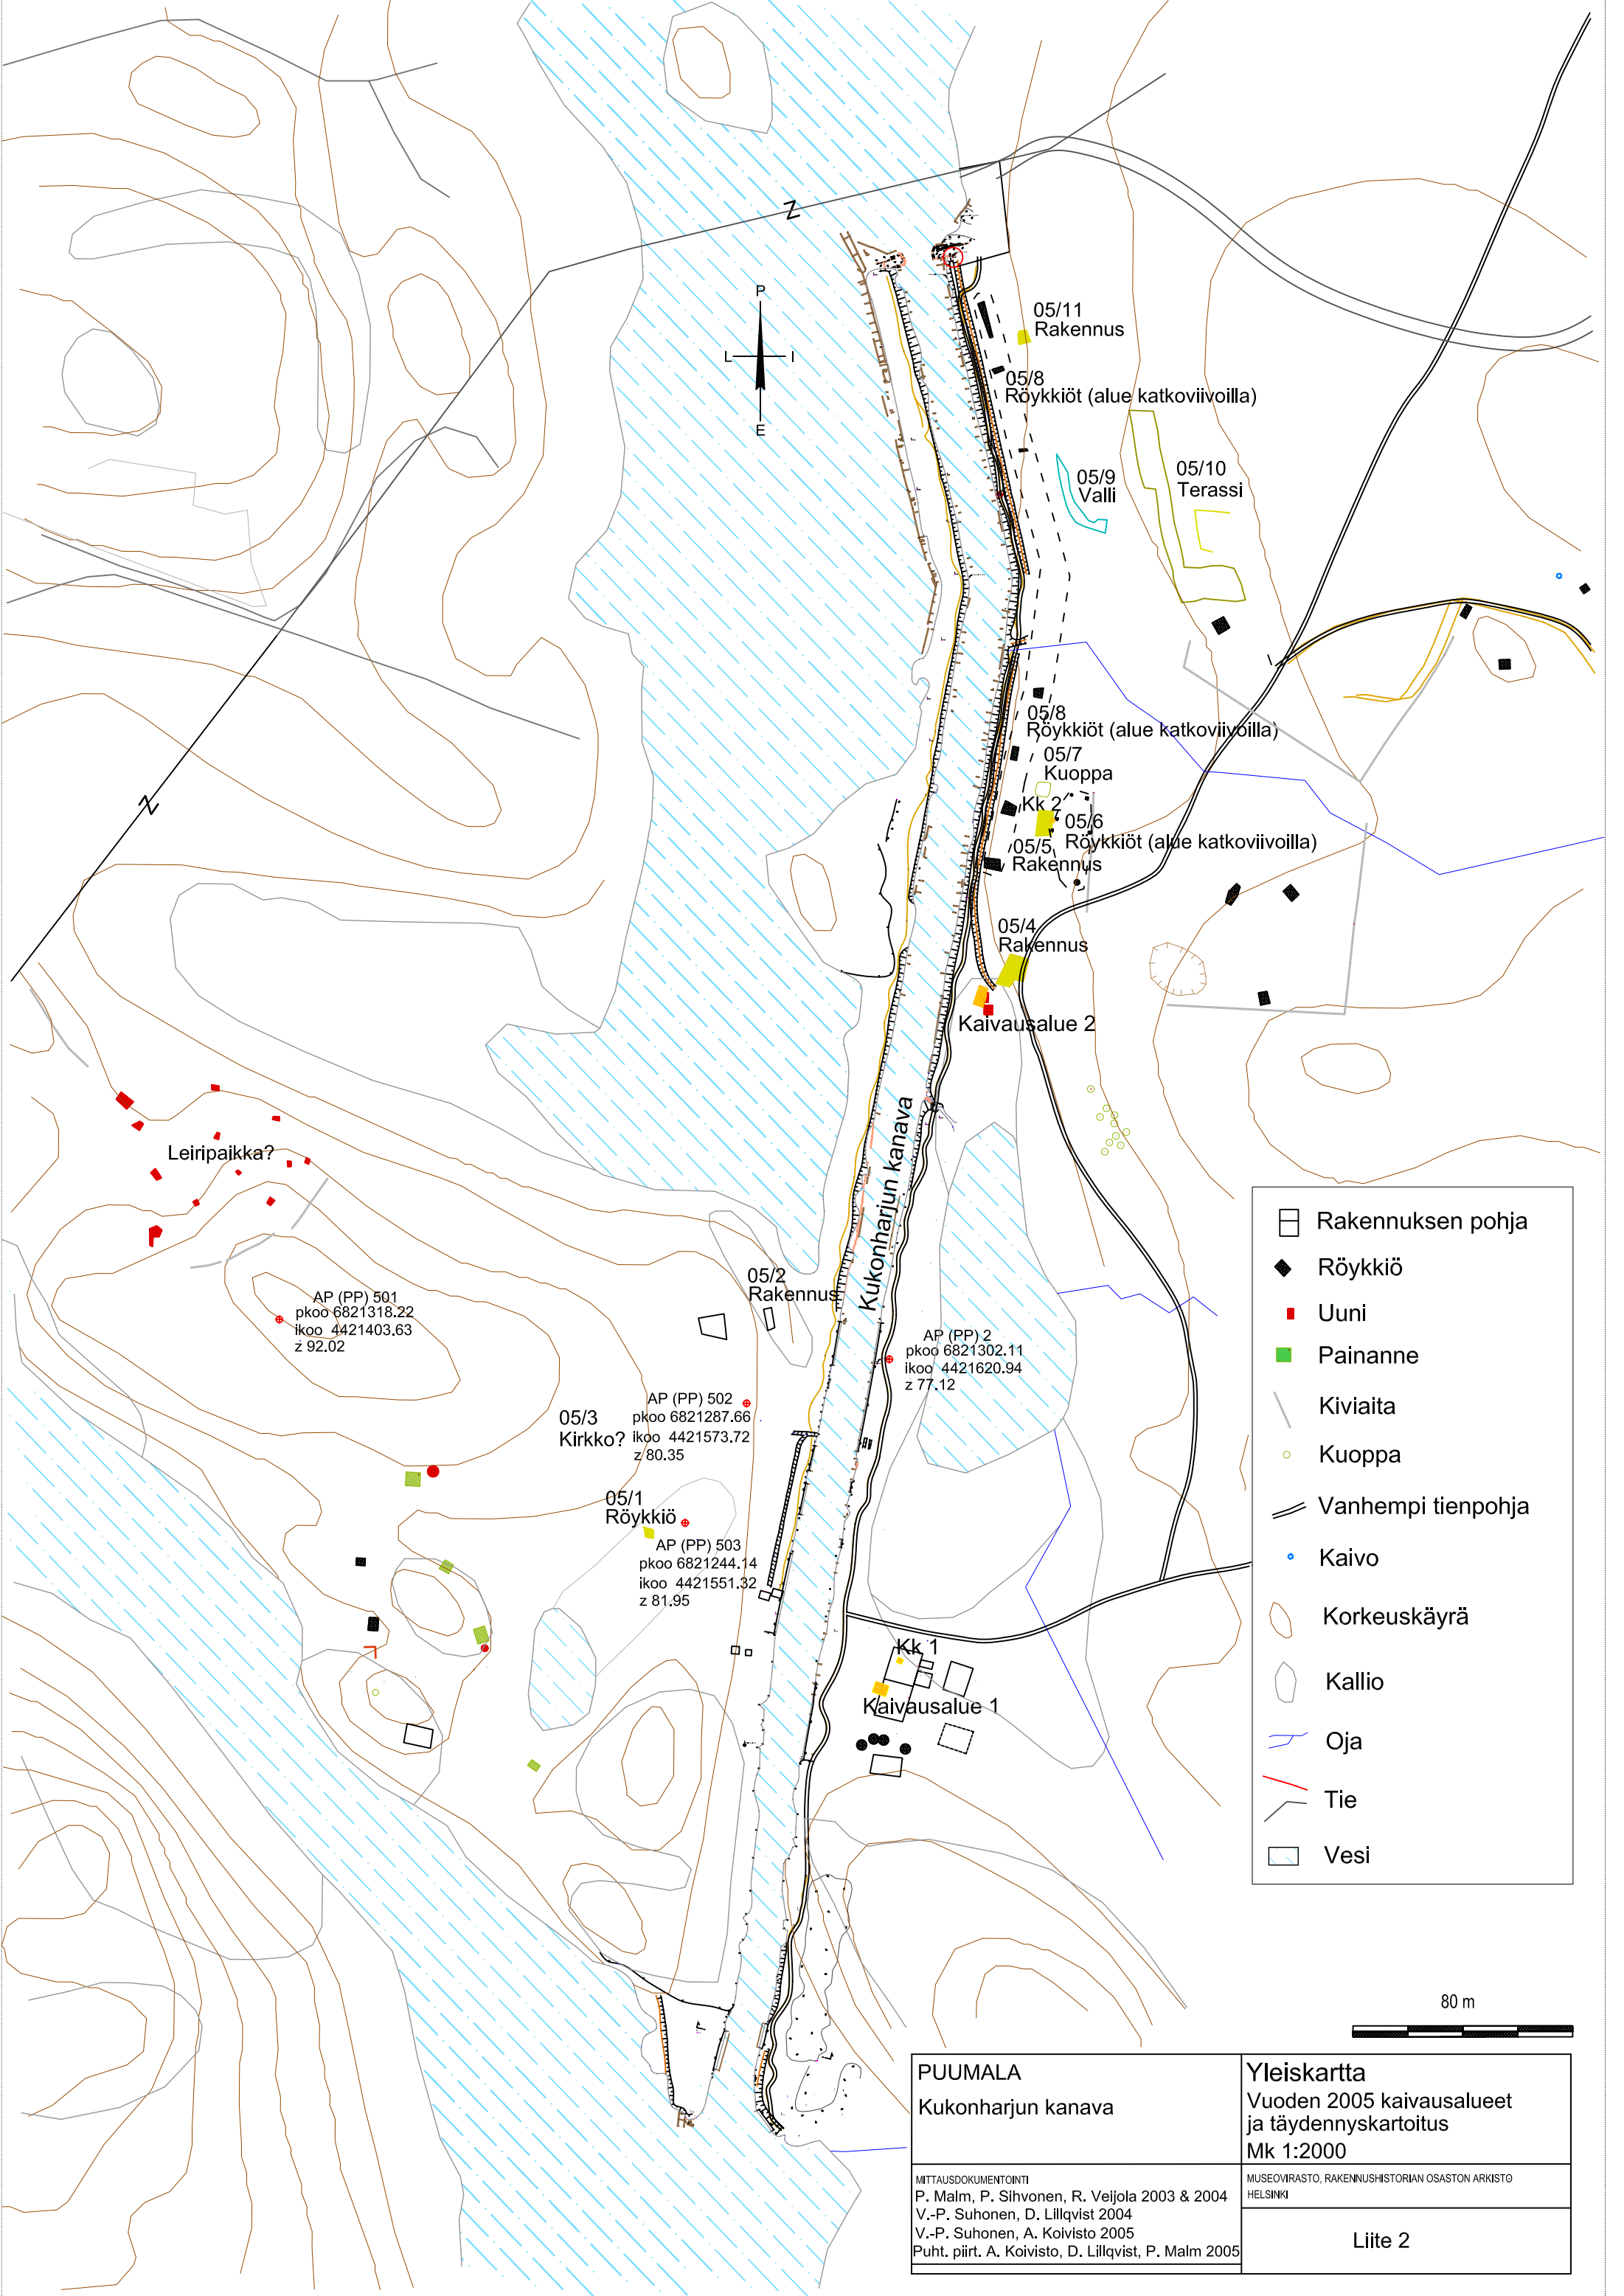 Z
P
L I
E
05/11
Rakennus
05/8
Röykkiöt (alue katkoviivoilla)
05/9
Valli
05/10
Terassi
05/8
Röykkiöt (alue katkoviivoilla)
05/7
Kuoppa
Kk 2
05/6
Röykkiöt (alue katkoviivoilla)
05/5
Rakennus
Z
05/4
Rakennus
Kaivausalue 2
Kukonharjun kanava
Leiripaikka?
AP (PP) 501
pkoo 6821318.22
ikoo 4421403.63
z 92.02
05/2
Rakennus
AP (PP) 2
pkoo 6821302.11
ikoo 4421620.94
z 77.12
05/3
Kirkko?
AP (PP) 502
pkoo 6821287.66
ikoo 4421573.72
z 80.35
05/1
Röykkiö
AP (PP) 503
pkoo 6821244.14
ikoo 4421551.32
z 81.95
Kk 1
Kaivausalue 1
Rakennuksen pohja
Röykkiö
Uuni
Painanne
Kiviaita
Kuoppa
Vanhempi tienpohja
Kaivo
Korkeuskäyrä
Kallio
Oja
Tie
Vesi
80 m
PUUMALA
Kukonharjun kanava
Yleiskartta
Vuoden 2005 kaivausalueet
ja täydennyskartoitus
Mk 1:2000
MITTAUSDOKUMENTOINTI
P. Malm, P. Sihvonen, R. Veijola 2003 & 2004
V.-P. Suhonen, D. Lillqvist 2004
V.-P. Suhonen, A. Koivisto 2005
Puht. piirt. A. Koivisto, D. Lillqvist, P. Malm 2005
MUSEOVIRASTO, RAKENNUSHISTORIAN OSASTON ARKISTO
HELSINKI
Liite 2